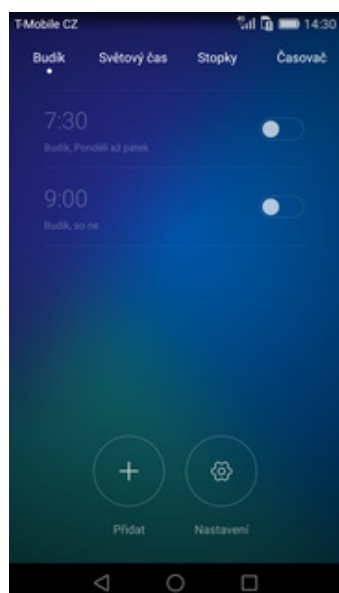 T-Mobile CZ 14:30
Budík Světový čas Stopky Časovač
7:30
Budík, Pondělí až pátek
9:00
Budík, so ne
Přidat Nastavení